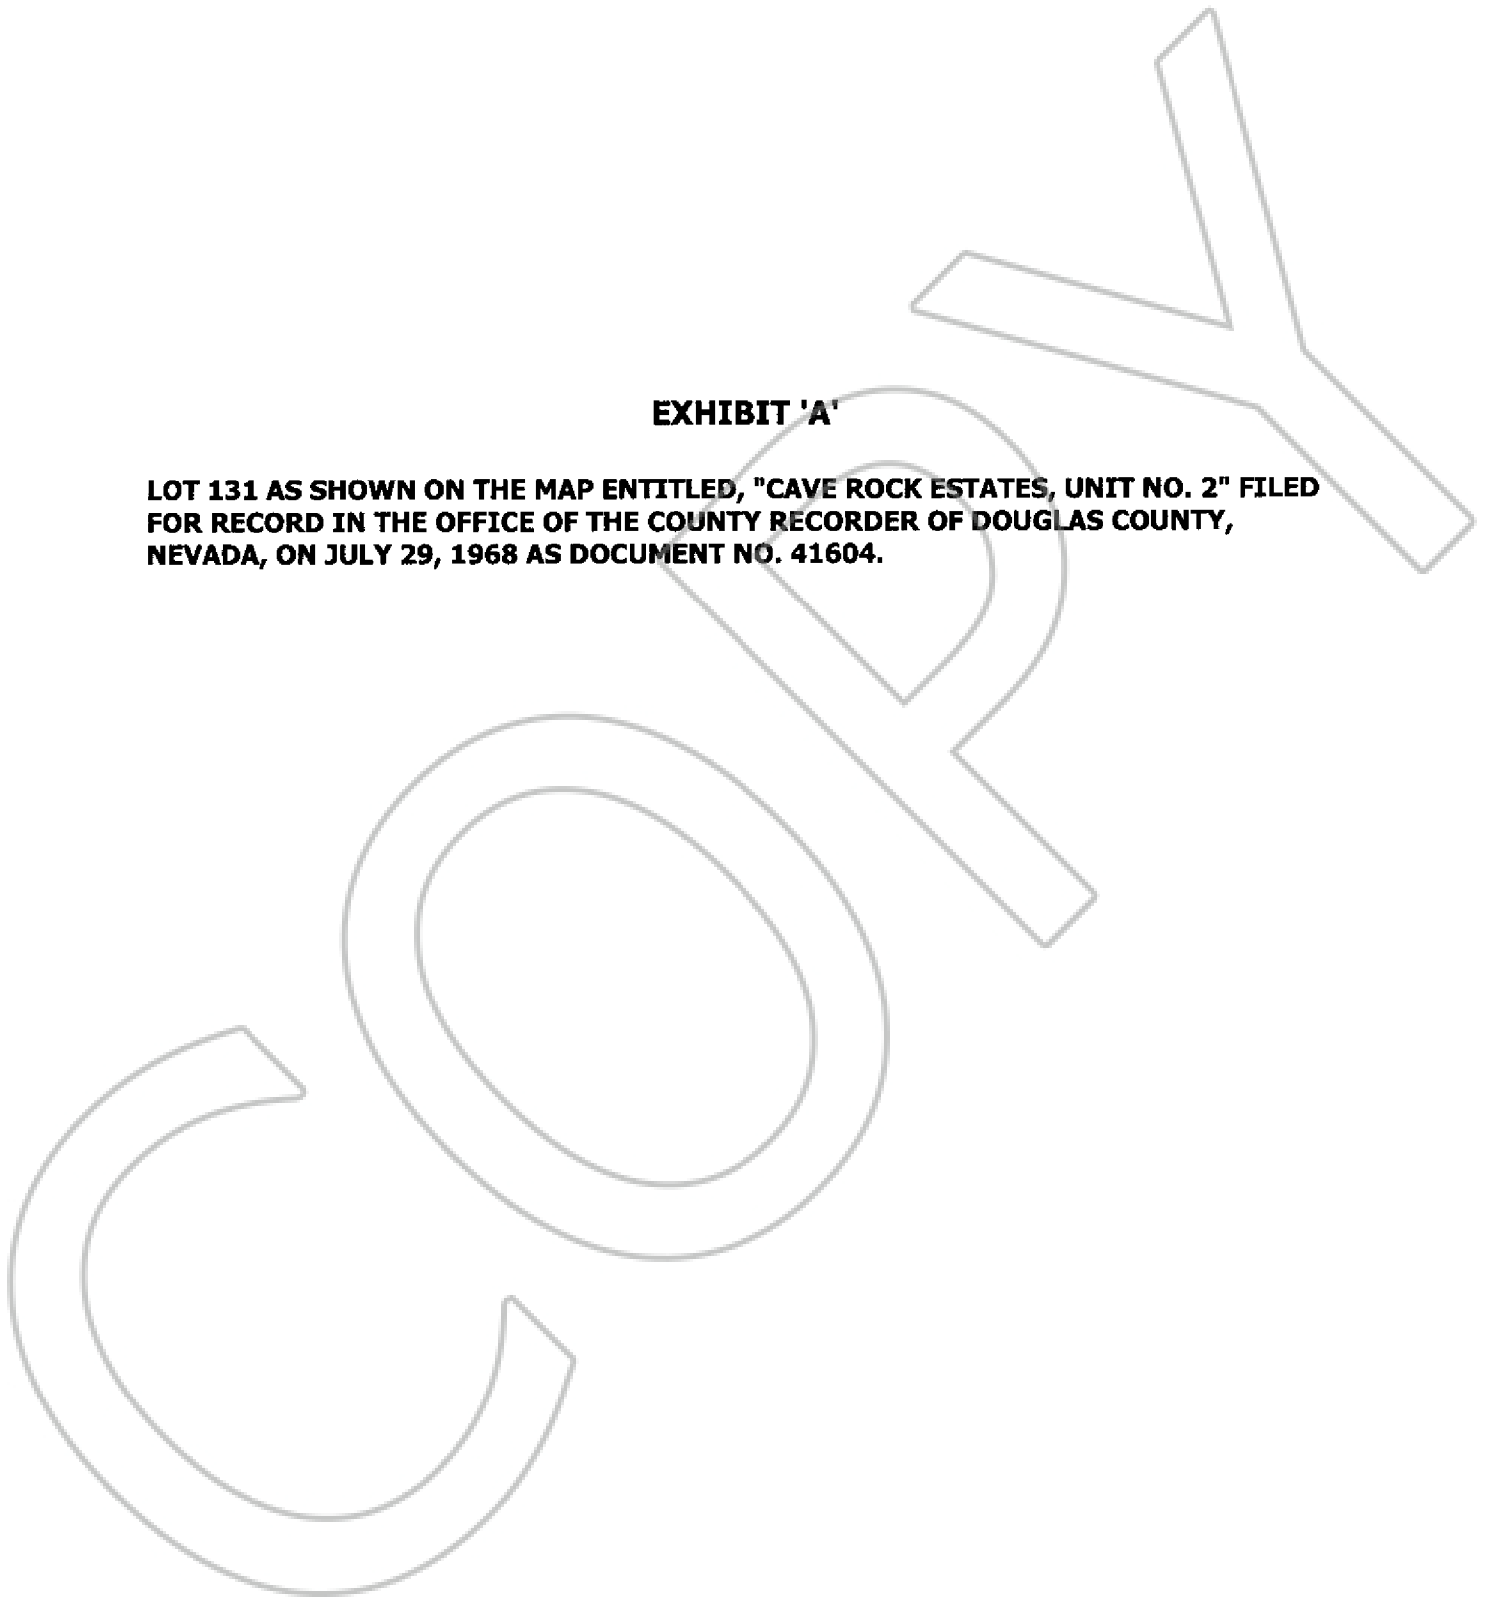 EXHIBIT 'A'
LOT 131 AS SHOWN ON THE MAP ENTITLED, "CAVE ROCK ESTATES, UNIT NO. 2" FILED
FOR RECORD IN THE OFFICE OF THE COUNTY RECORDER OF DOUGLAS COUNTY,
NEVADA, ON JULY 29, 1968 AS DOCUMENT NO. 41604.
COPY